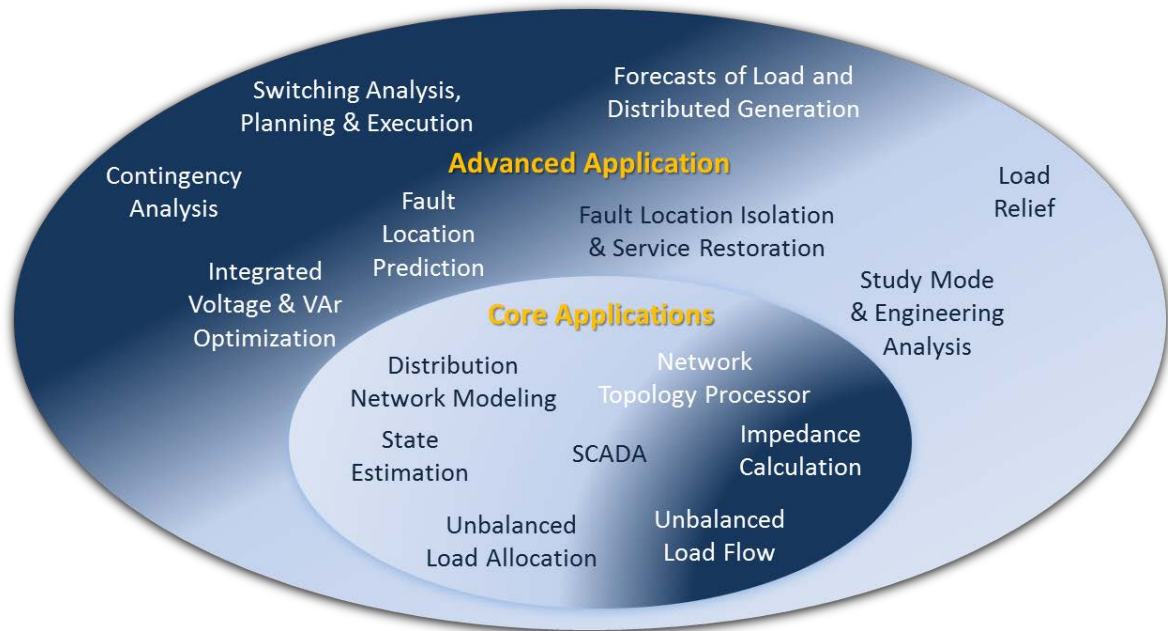 Switching Analysis,
Planning & Execution
Forecasts of Load and
Distributed Generation
Advanced Application
Contingency
Analysis
Fault
Location
Prediction
Fault Location Isolation
& Service Restoration
Load
Relief
Integrated
Voltage & VAr
Optimization
Study Mode
& Engineering
Analysis
Core Applications
Distribution
Network Modeling
Network
Topology Processor
State
Estimation
SCADA
Impedance
Calculation
Unbalanced
Load Allocation
Unbalanced
Load Flow